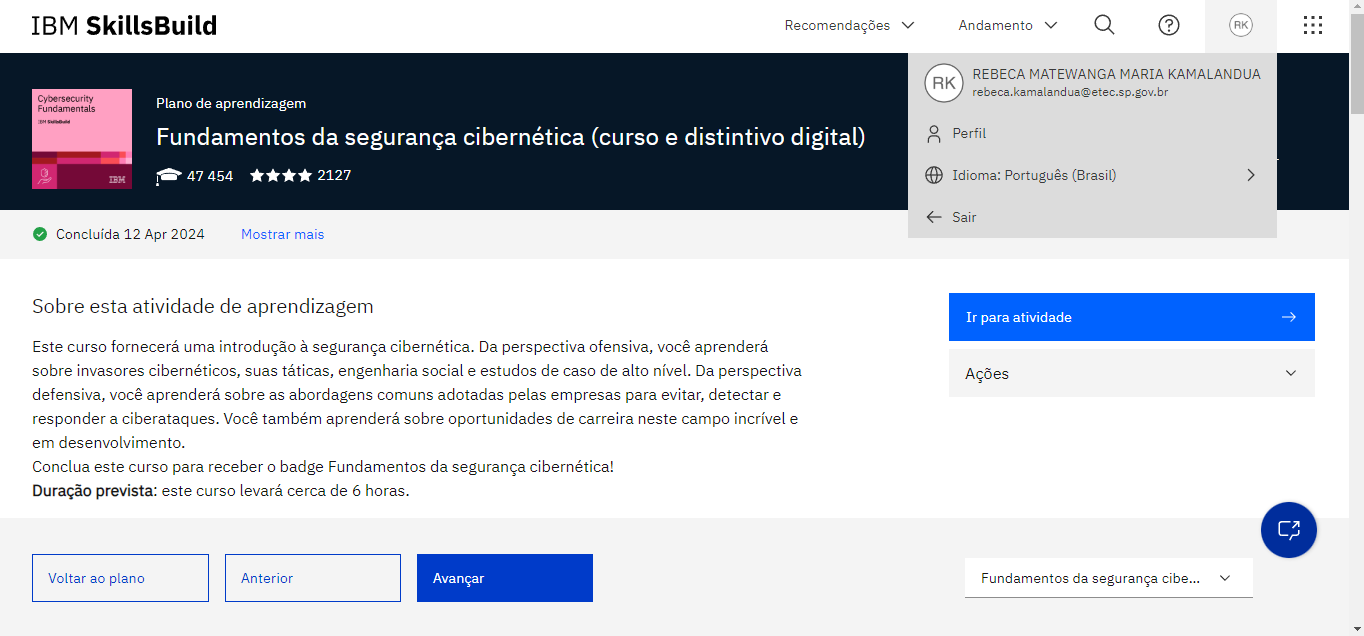 IBM SkillsBuild
Recomendações
Andamento
RK
RK
REBECA MATEWANGA MARIA KAMALANDUA
rebeca.kamalandua@etec.sp.gov.br
Perfil
Idioma: Português (Brasil)
Sair
Cybersecurity
Fundamentals
IBM SkillsBuild
IBM
Plano de aprendizagem
Fundamentos da segurança cibernética (curso e distintivo digital)
47 454
2127
Concluída 12 Apr 2024
Mostrar mais
Sobre esta atividade de aprendizagem
Este curso fornecerá uma introdução à segurança cibernética. Da perspectiva ofensiva, você aprenderá
sobre invasores cibernéticos, suas táticas, engenharia social e estudos de caso de alto nível. Da perspectiva
defensiva, você aprenderá sobre as abordagens comuns adotadas pelas empresas para evitar, detectar e
responder a ciberataques. Você também aprenderá sobre oportunidades de carreira neste campo incrível e
em desenvolvimento.
Conclua este curso para receber o badge Fundamentos da segurança cibernética!
Duração prevista: este curso levará cerca de 6 horas.
Ir para atividade
Ações
Voltar ao plano
Anterior
Avançar
Fundamentos da segurança cibe...